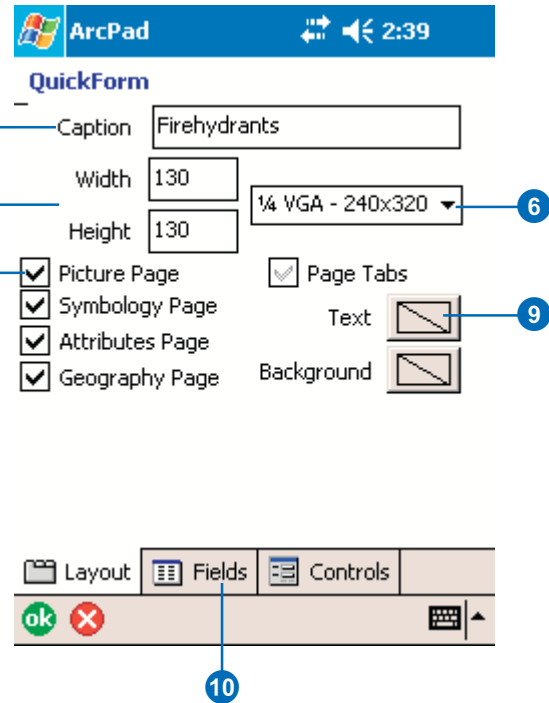 ArcPad 2:39
QuickForm
Caption Firehydrants
Width 130
¼ VGA - 240x320 6
Height 130
Picture Page Page Tabs
Symbology Page
Text 9
Attributes Page
Geography Page Background
Layout Fields Controls
ok
10